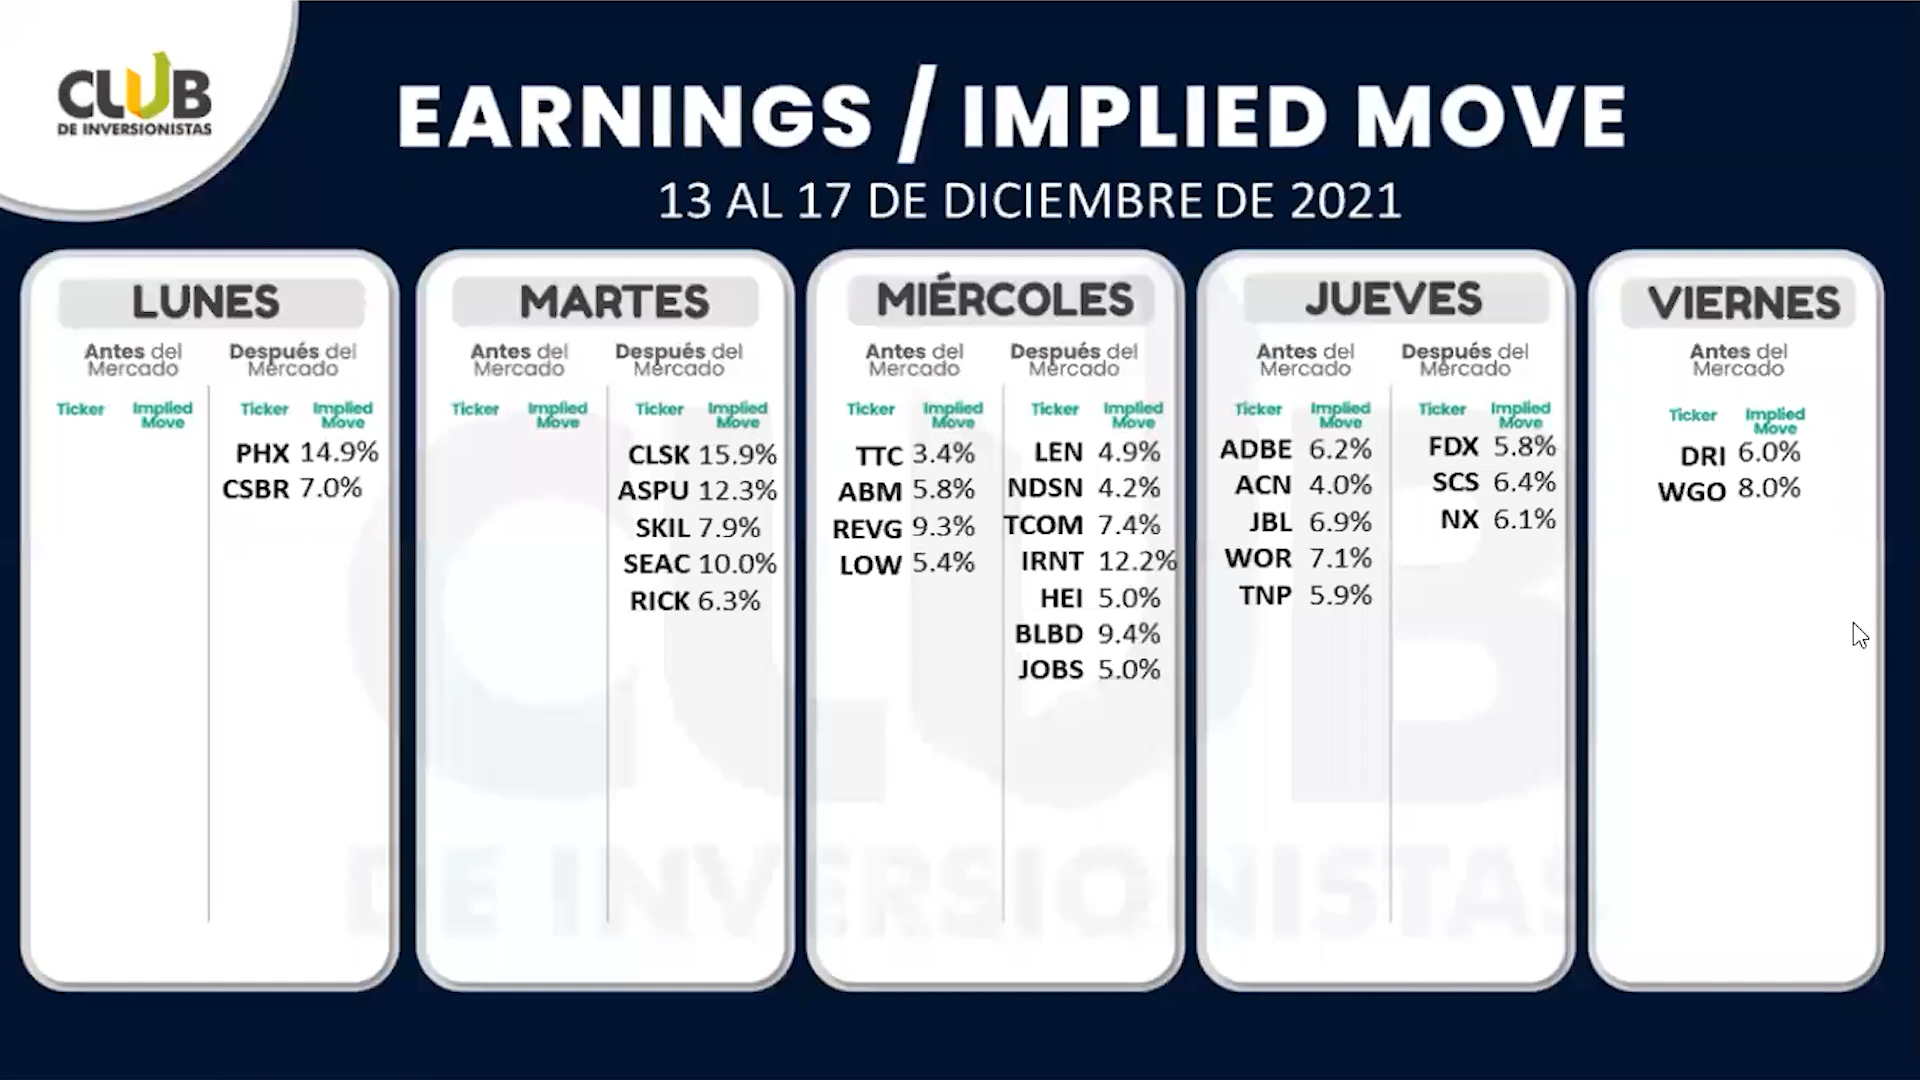 CLUB
DE INVERSIONISTAS
EARNINGS / IMPLIED MOVE
13 AL 17 DE DICIEMBRE DE 2021
LUNES
Antes del
Mercado
Después del
Mercado
Ticker
Implied
Move
Ticker
Implied
Move
PHX 14.9%
CSBR 7.0%
MARTES
Antes del
Mercado
Después del
Mercado
Ticker
Implied
Move
Ticker
Implied
Move
CLSK 15.9%
ASPU 12.3%
SKIL 7.9%
SEAC 10.0%
RICK 6.3%
MIÉRCOLES
Antes del
Mercado
Después del
Mercado
Ticker
Implied
Move
TTC 3.4%
ABM 5.8%
REVG 9.3%
LOW 5.4%
Ticker
Implied
Move
LEN 4.9%
NDSN 4.2%
TCOM 7.4%
IRNT 12.2%
HEI 5.0%
BLBD 9.4%
JOBS 5.0%
JUEVES
Antes del
Mercado
Después del
Mercado
Ticker
Implied
Move
ADBE 6.2%
ACN 4.0%
JBL 6.9%
WOR 7.1%
TNP 5.9%
Ticker
Implied
Move
FDX 5.8%
SCS 6.4%
NX 6.1%
VIERNES
Antes del
Mercado
Ticker
Implied
Move
DRI 6.0%
WGO 8.0%
CLUB
DE INVERSIONISTAS